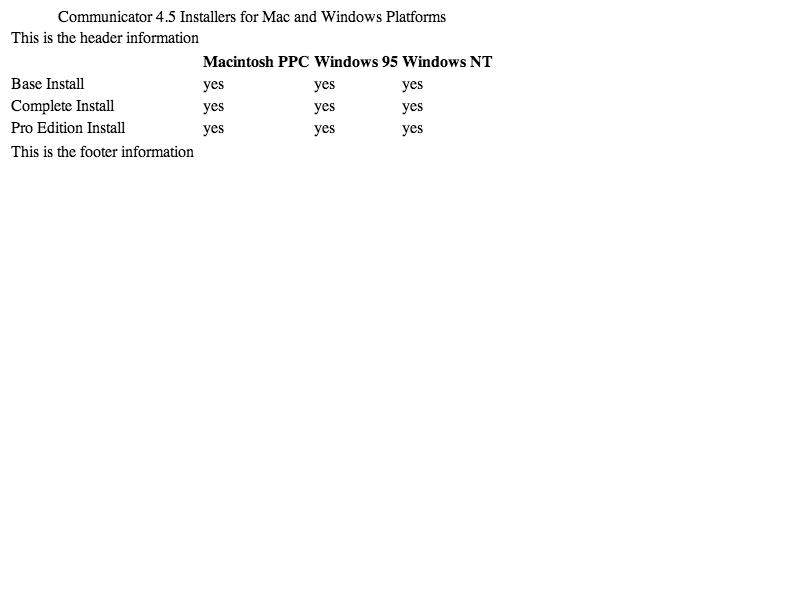 Communicator 4.5 Installers for Mac and Windows Platforms
This is the header information
Macintosh PPC Windows 95 Windows NT
Base Install yes yes yes
Complete Install yes yes yes
Pro Edition Install yes yes yes
This is the footer information